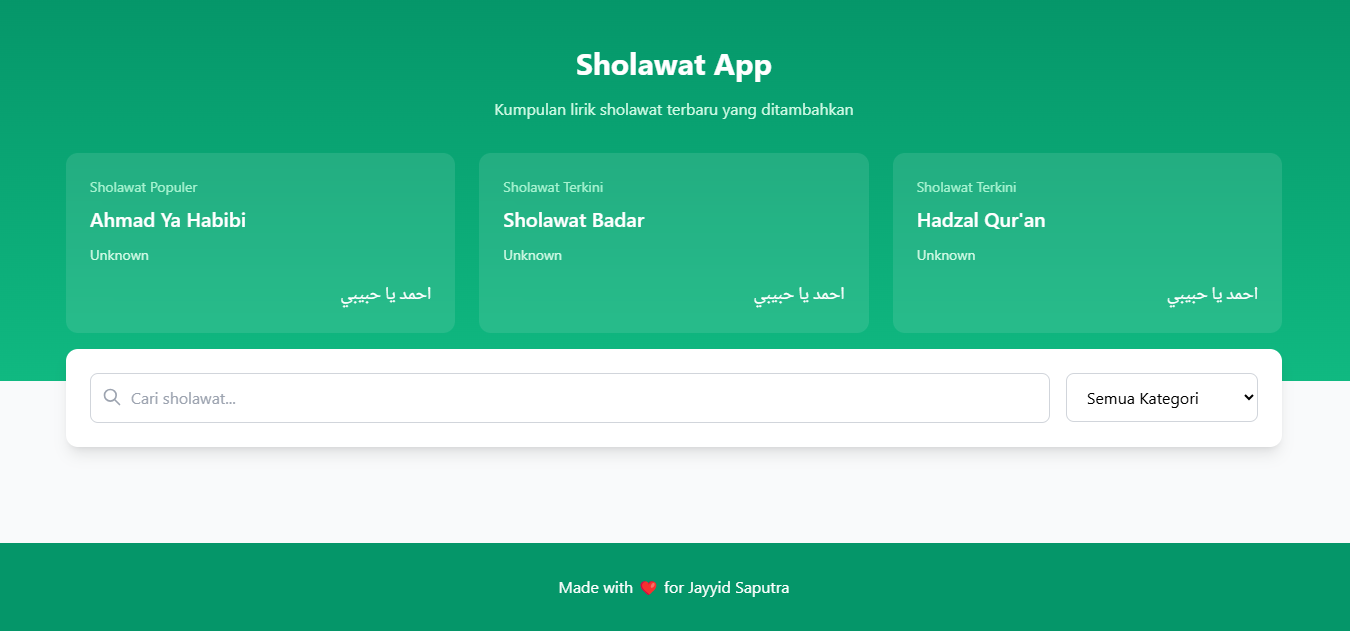 Sholawat App
Kumpulan lirik sholawat terbaru yang ditambahkan
Sholawat Populer
Ahmad Ya Habibi
Unknown
احمد يا حبيبي
Sholawat Terkini
Sholawat Badar
Unknown
احمد يا حبيبي
Sholawat Terkini
Hadzal Qur'an
Unknown
احمد يا حبيبي
Cari sholawat...
Semua Kategori
Made with ❤️ for Jayyid Saputra